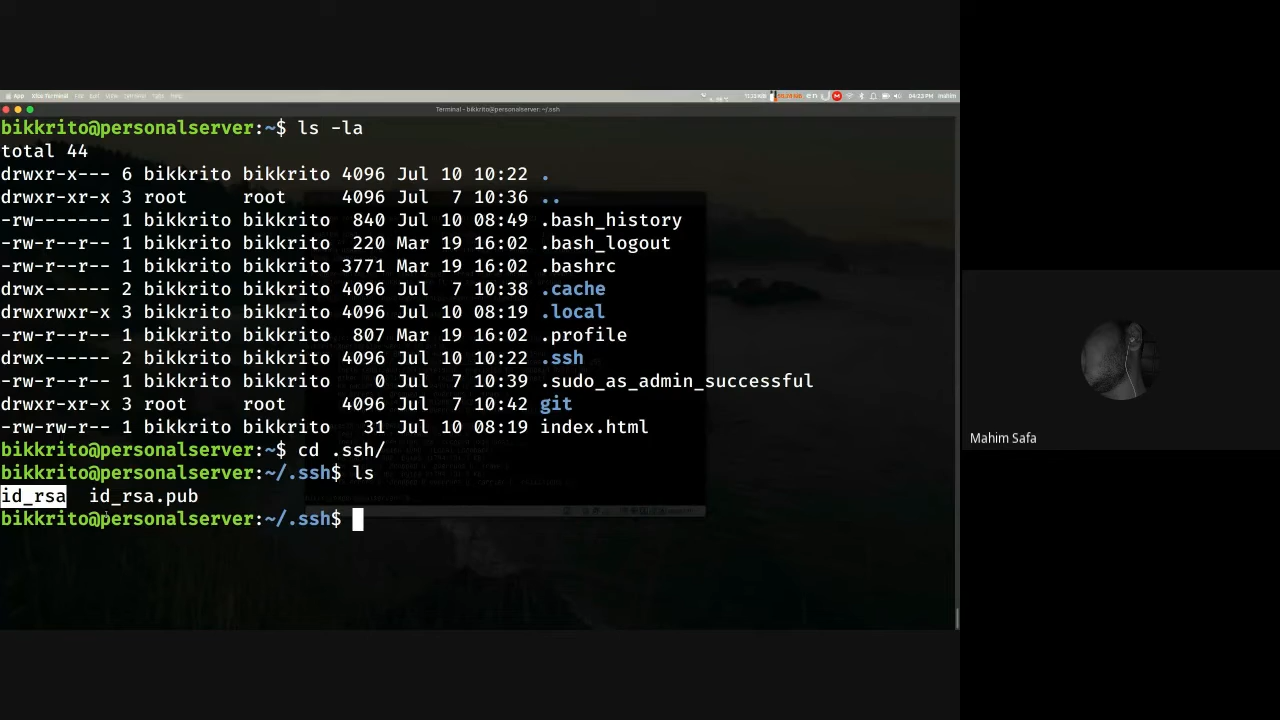 Terminal - bikkrito@personalserver: ~/.ssh
bikkrito@personalserver:~$ ls -la
total 44
drwxr-x--- 6 bikkrito bikkrito 4096 Jul 10 10:22 .
drwxr-xr-x 3 root     root     4096 Jul  7 10:36 ..
-rw------- 1 bikkrito bikkrito  840 Jul 10 08:49 .bash_history
-rw-r--r-- 1 bikkrito bikkrito  220 Mar 19 16:02 .bash_logout
-rw-r--r-- 1 bikkrito bikkrito 3771 Mar 19 16:02 .bashrc
drwx------ 2 bikkrito bikkrito 4096 Jul  7 10:38 .cache
drwxrwxr-x 3 bikkrito bikkrito 4096 Jul 10 08:19 .local
-rw-r--r-- 1 bikkrito bikkrito  807 Mar 19 16:02 .profile
drwx------ 2 bikkrito bikkrito 4096 Jul 10 10:22 .ssh
-rw-r--r-- 1 bikkrito bikkrito    0 Jul  7 10:39 .sudo_as_admin_successful
drwxr-xr-x 3 root     root     4096 Jul  7 10:42 git
-rw-rw-r-- 1 bikkrito bikkrito   31 Jul 10 08:19 index.html
bikkrito@personalserver:~$ cd .ssh/
bikkrito@personalserver:~/.ssh$ ls
id_rsa  id_rsa.pub
bikkrito@personalserver:~/.ssh$
Mahim Safa